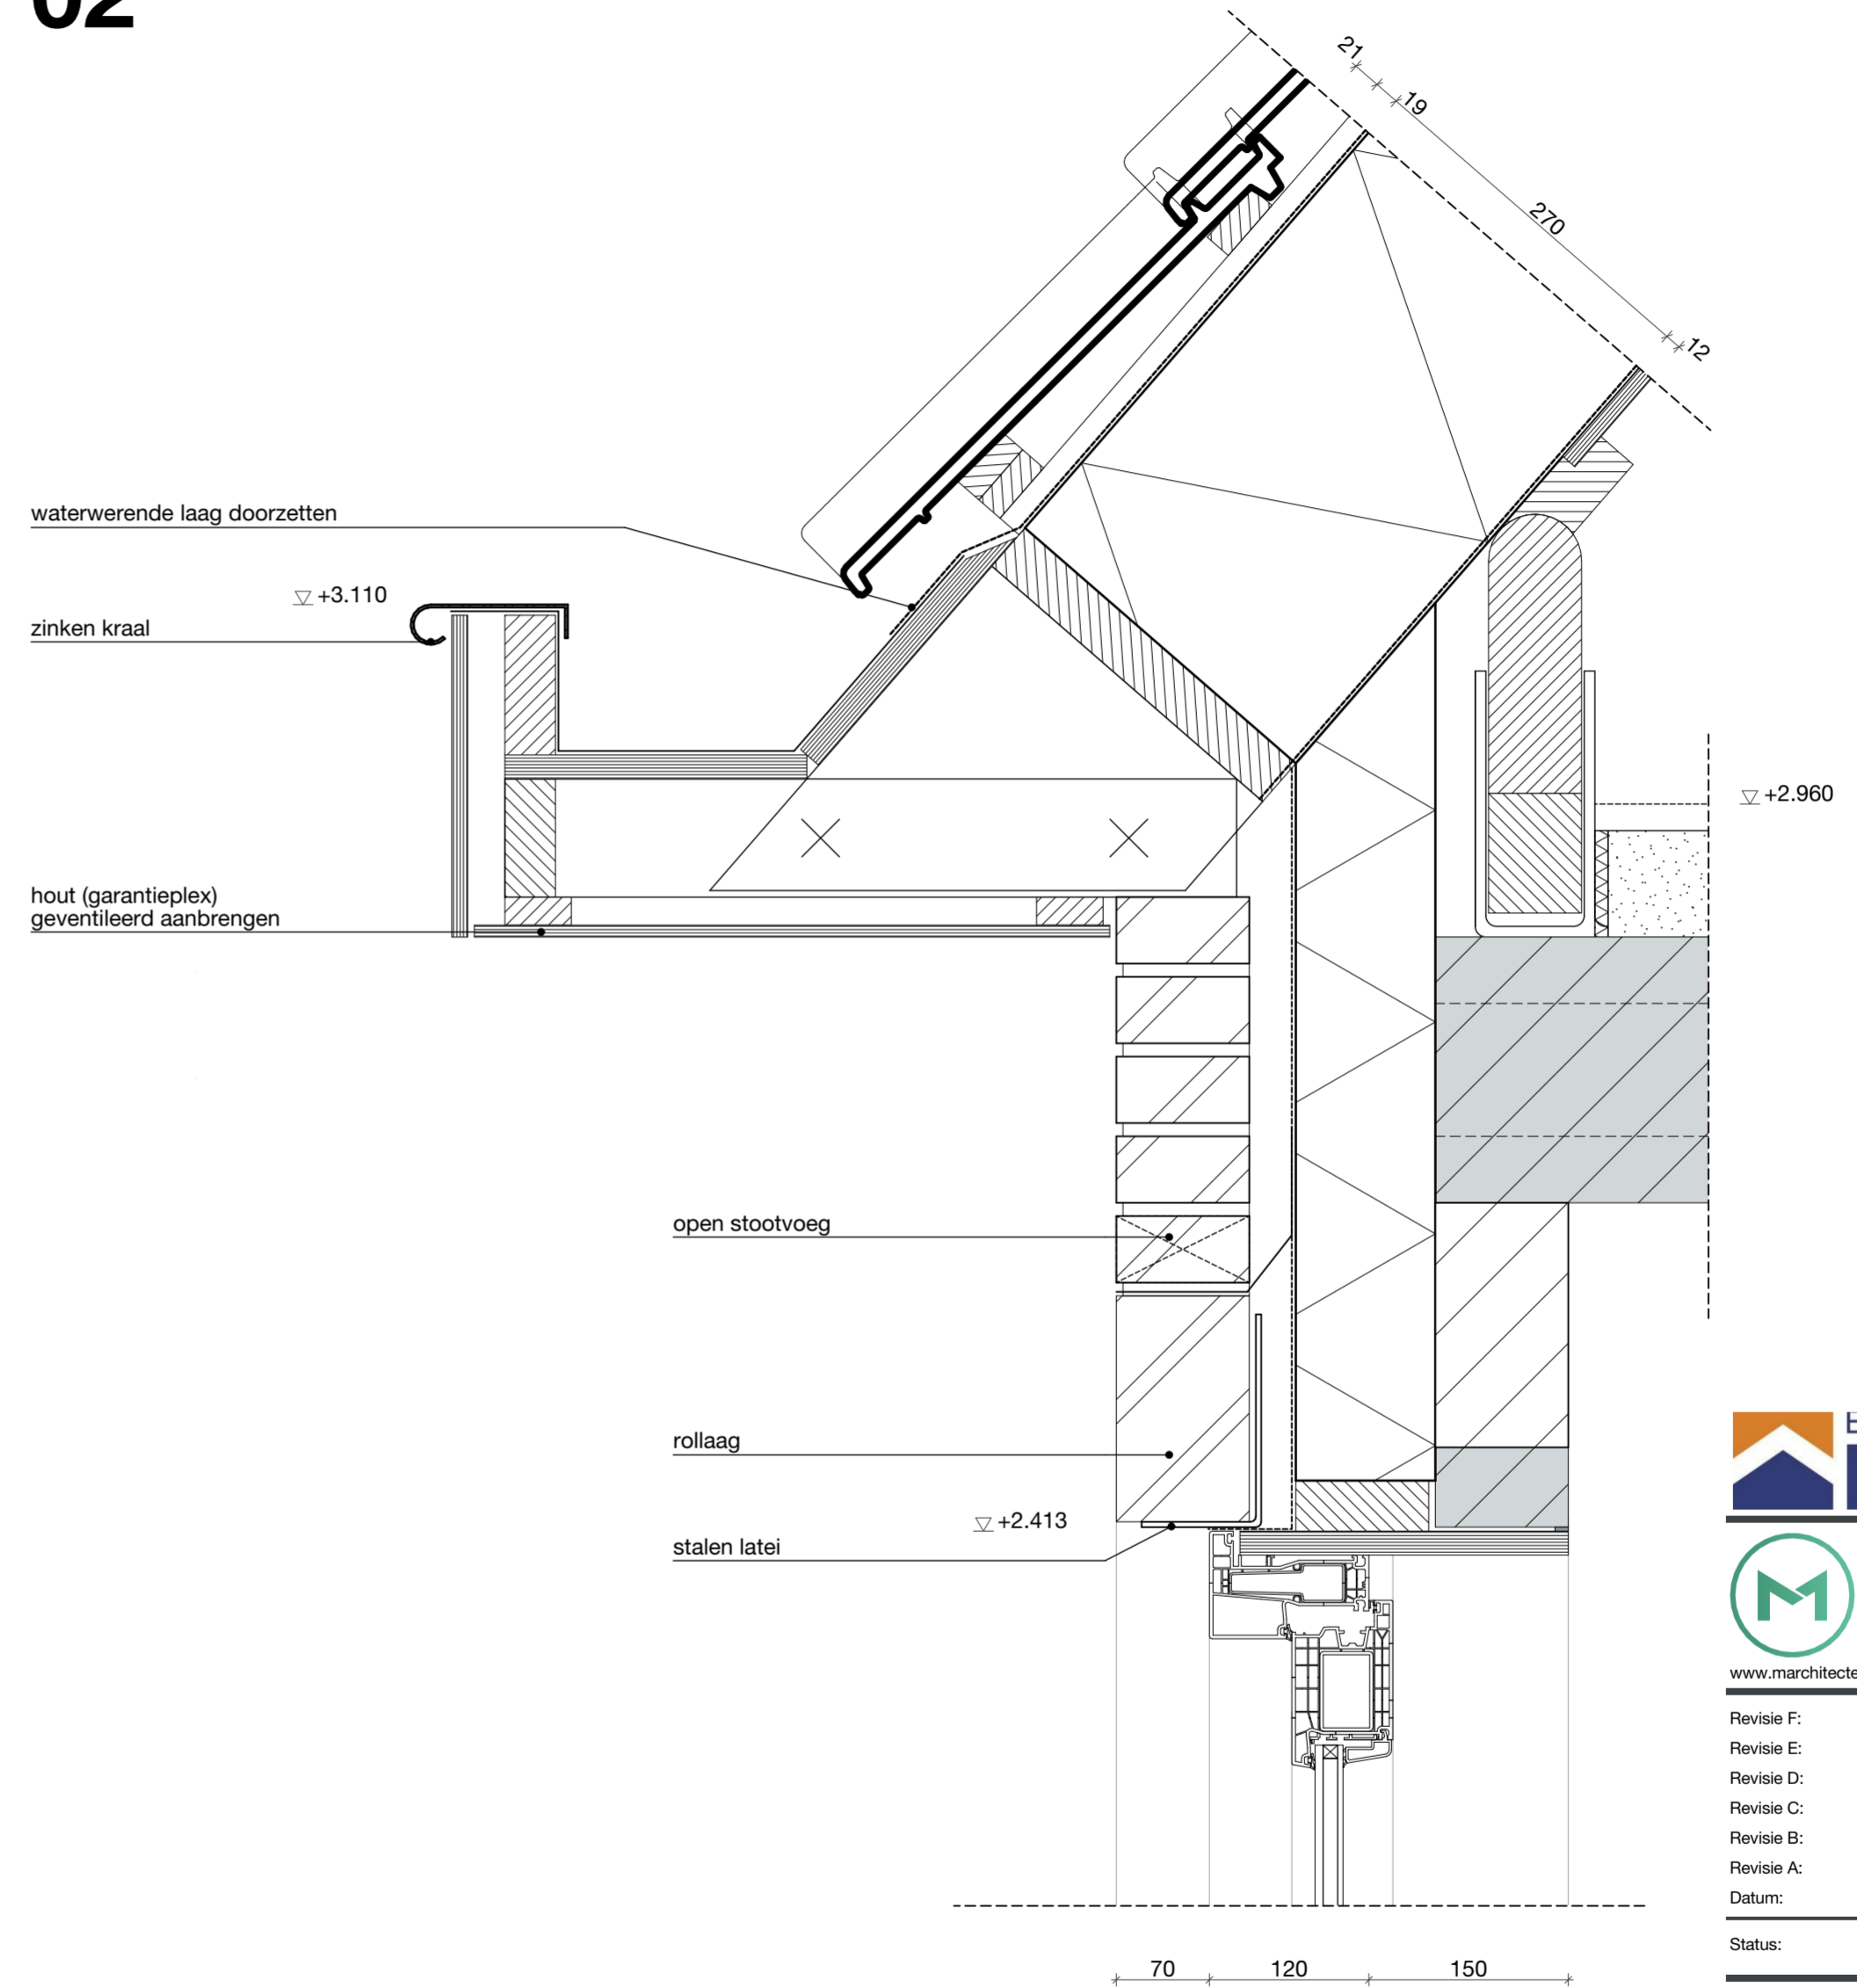 02
21
19
270
12
waterwerende laag doorzetten
+3.110
zinken kraal
+2.960
hout (garantieplex)
geventileerd aanbrengen
open stootvoeg
rollaag
+2.413
stalen latei
www.marchitecte
Revisie F:
Revisie E:
Revisie D:
Revisie C:
Revisie B:
Revisie A:
Datum:
Status:
70 120 150